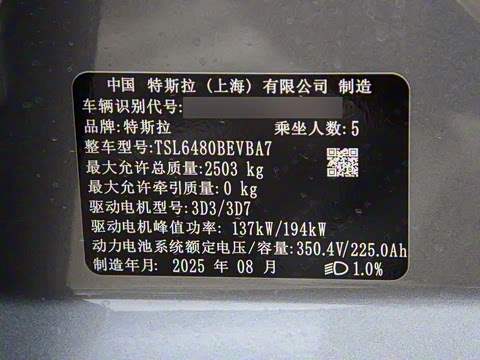 中国 特斯拉 (上海) 有限公司 制造
车辆识别代号:
品牌:特斯拉 乘坐人数:5
整车型号:TSL6480BEVBA7
最大允许总质量:2503 kg
最大允许牵引质量:0 kg
驱动电机型号:3D3/3D7
驱动电机峰值功率: 137kW/194kW
动力电池系统额定电压/容量:350.4V/225.0Ah
制造年月: 2025 年 08 月 1.0%